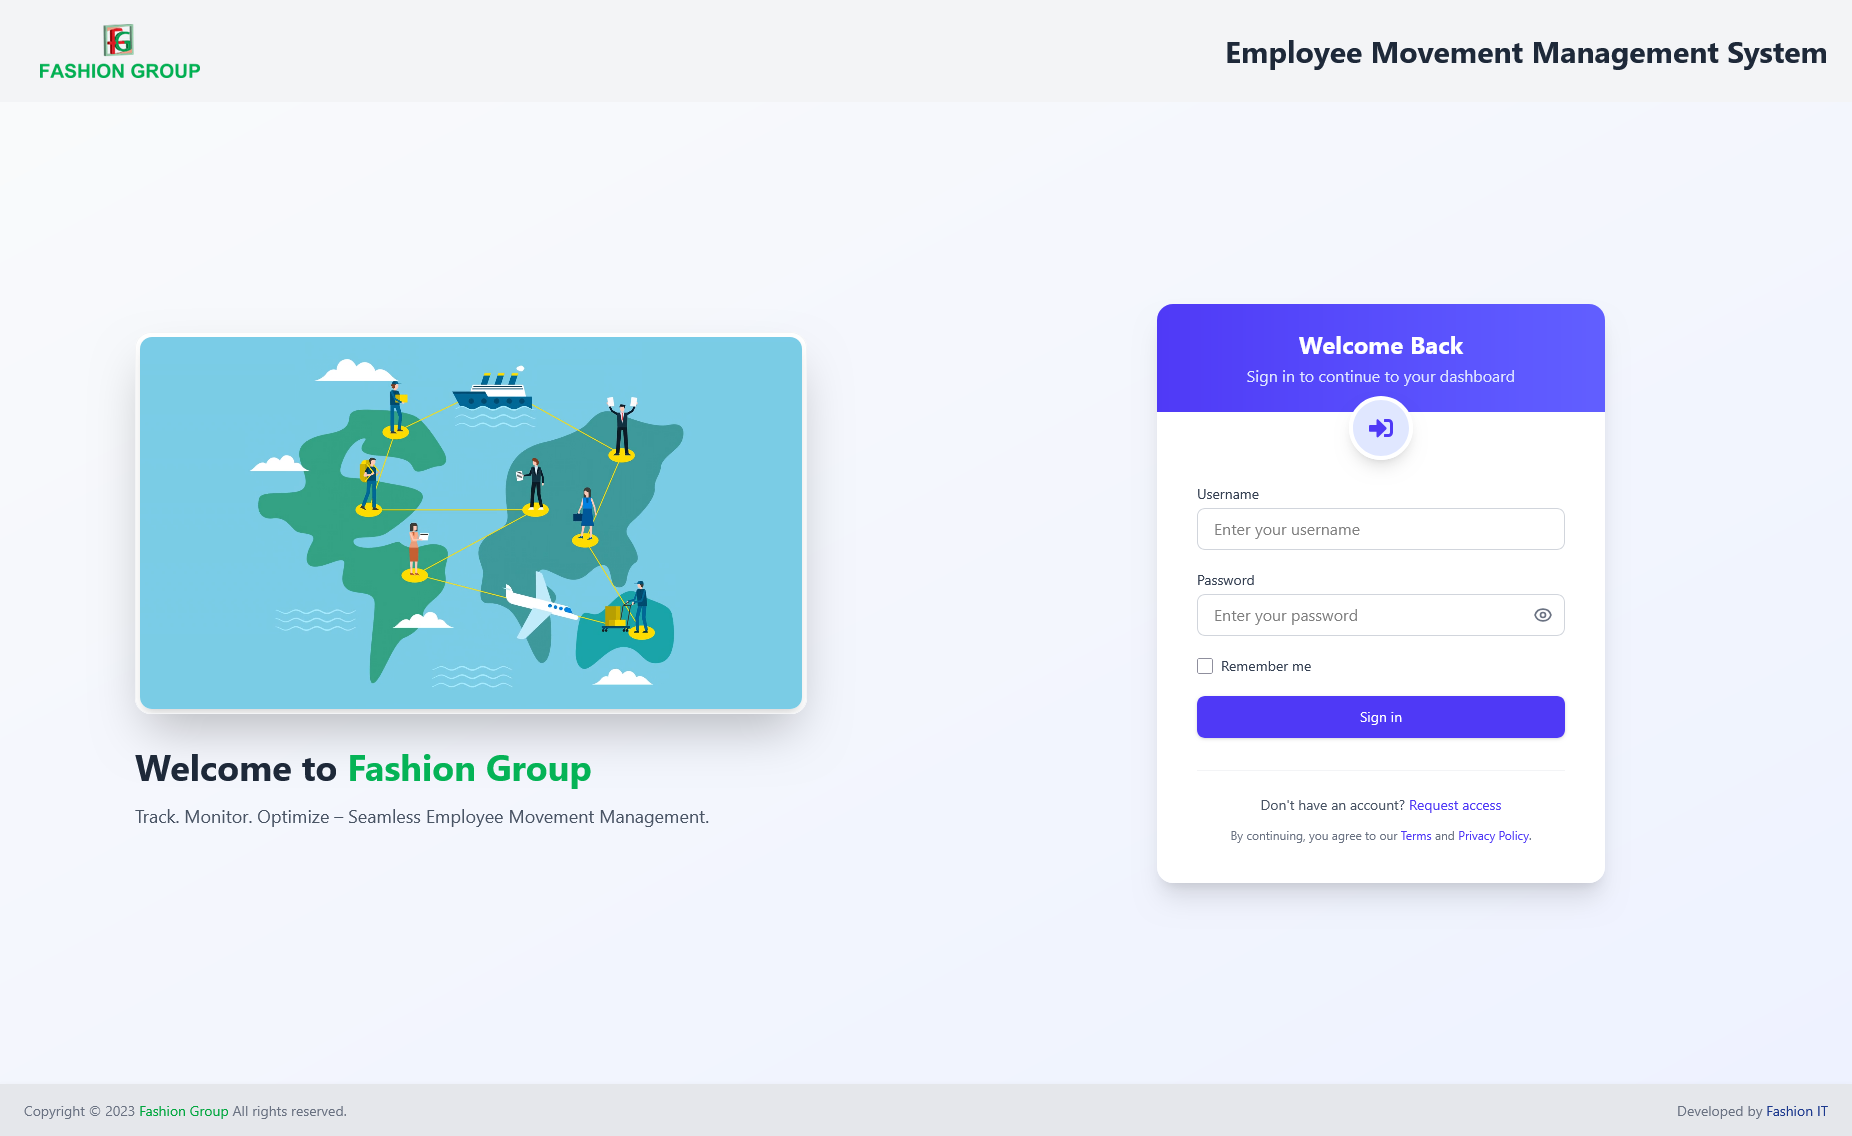 FG
FASHION GROUP
Employee Movement Management System
Welcome to Fashion Group
Track. Monitor. Optimize – Seamless Employee Movement Management.
Welcome Back
Sign in to continue to your dashboard
Username
Enter your username
Password
Enter your password
Remember me
Sign in
Don't have an account? Request access
By continuing, you agree to our Terms and Privacy Policy.
Copyright © 2023 Fashion Group All rights reserved.
Developed by Fashion IT